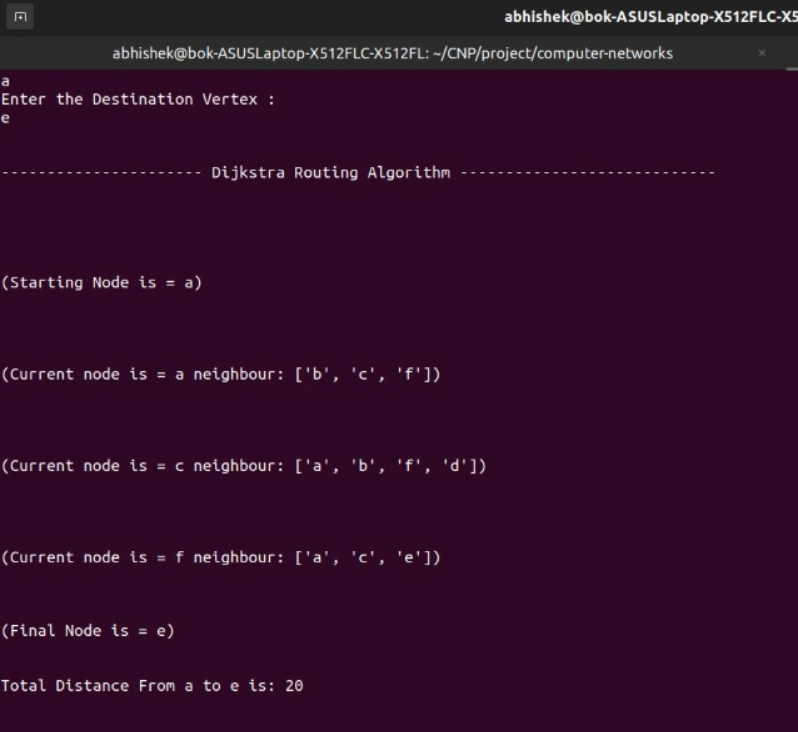 abhishek@bok-ASUSLaptop-X512FLC-X5
abhishek@bok-ASUSLaptop-X512FLC-X512FL: ~/CNP/project/computer-networks
a
Enter the Destination Vertex :
e
---------------------- Dijkstra Routing Algorithm ----------------------------
(Starting Node is = a)
(Current node is = a neighbour: ['b', 'c', 'f'])
(Current node is = c neighbour: ['a', 'b', 'f', 'd'])
(Current node is = f neighbour: ['a', 'c', 'e'])
(Final Node is = e)
Total Distance From a to e is: 20